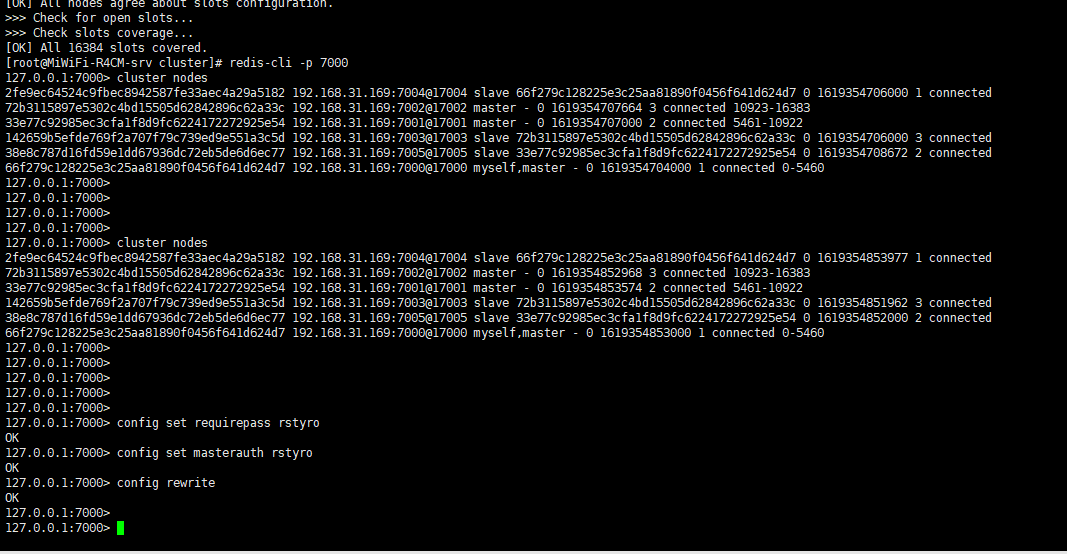 [OK] All nodes agree about slots configuration.
>>> Check for open slots...
>>> Check slots coverage...
[OK] All 16384 slots covered.
[root@MiWiFi-R4CM-srv cluster]# redis-cli -p 7000
127.0.0.1:7000> cluster nodes
2fe9ec64524c9fbec8942587fe33aec4a29a5182 192.168.31.169:7004@17004 slave 66f279c128225e3c25aa81890f0456f641d624d7 0 1619354706000 1 connected
72b3115897e5302c4bd15505d62842896c62a33c 192.168.31.169:7002@17002 master - 0 1619354707664 3 connected 10923-16383
33e77c92985ec3cfa1f8d9fc6224172272925e54 192.168.31.169:7001@17001 master - 0 1619354707000 2 connected 5461-10922
142659b5efde769f2a707f79c739ed9e551a3c5d 192.168.31.169:7003@17003 slave 72b3115897e5302c4bd15505d62842896c62a33c 0 1619354706000 3 connected
38e8c787d16fd59e1dd67936dc72eb5de6d6ec77 192.168.31.169:7005@17005 slave 33e77c92985ec3cfa1f8d9fc6224172272925e54 0 1619354708672 2 connected
66f279c128225e3c25aa81890f0456f641d624d7 192.168.31.169:7000@17000 myself,master - 0 1619354704000 1 connected 0-5460
127.0.0.1:7000>
127.0.0.1:7000>
127.0.0.1:7000>
127.0.0.1:7000>
127.0.0.1:7000> cluster nodes
2fe9ec64524c9fbec8942587fe33aec4a29a5182 192.168.31.169:7004@17004 slave 66f279c128225e3c25aa81890f0456f641d624d7 0 1619354853977 1 connected
72b3115897e5302c4bd15505d62842896c62a33c 192.168.31.169:7002@17002 master - 0 1619354852968 3 connected 10923-16383
33e77c92985ec3cfa1f8d9fc6224172272925e54 192.168.31.169:7001@17001 master - 0 1619354853574 2 connected 5461-10922
142659b5efde769f2a707f79c739ed9e551a3c5d 192.168.31.169:7003@17003 slave 72b3115897e5302c4bd15505d62842896c62a33c 0 1619354851962 3 connected
38e8c787d16fd59e1dd67936dc72eb5de6d6ec77 192.168.31.169:7005@17005 slave 33e77c92985ec3cfa1f8d9fc6224172272925e54 0 1619354852000 2 connected
66f279c128225e3c25aa81890f0456f641d624d7 192.168.31.169:7000@17000 myself,master - 0 1619354853000 1 connected 0-5460
127.0.0.1:7000>
127.0.0.1:7000>
127.0.0.1:7000>
127.0.0.1:7000>
127.0.0.1:7000>
127.0.0.1:7000> config set requirepass rstyro
OK
127.0.0.1:7000> config set masterauth rstyro
OK
127.0.0.1:7000> config rewrite
OK
127.0.0.1:7000>
127.0.0.1:7000>